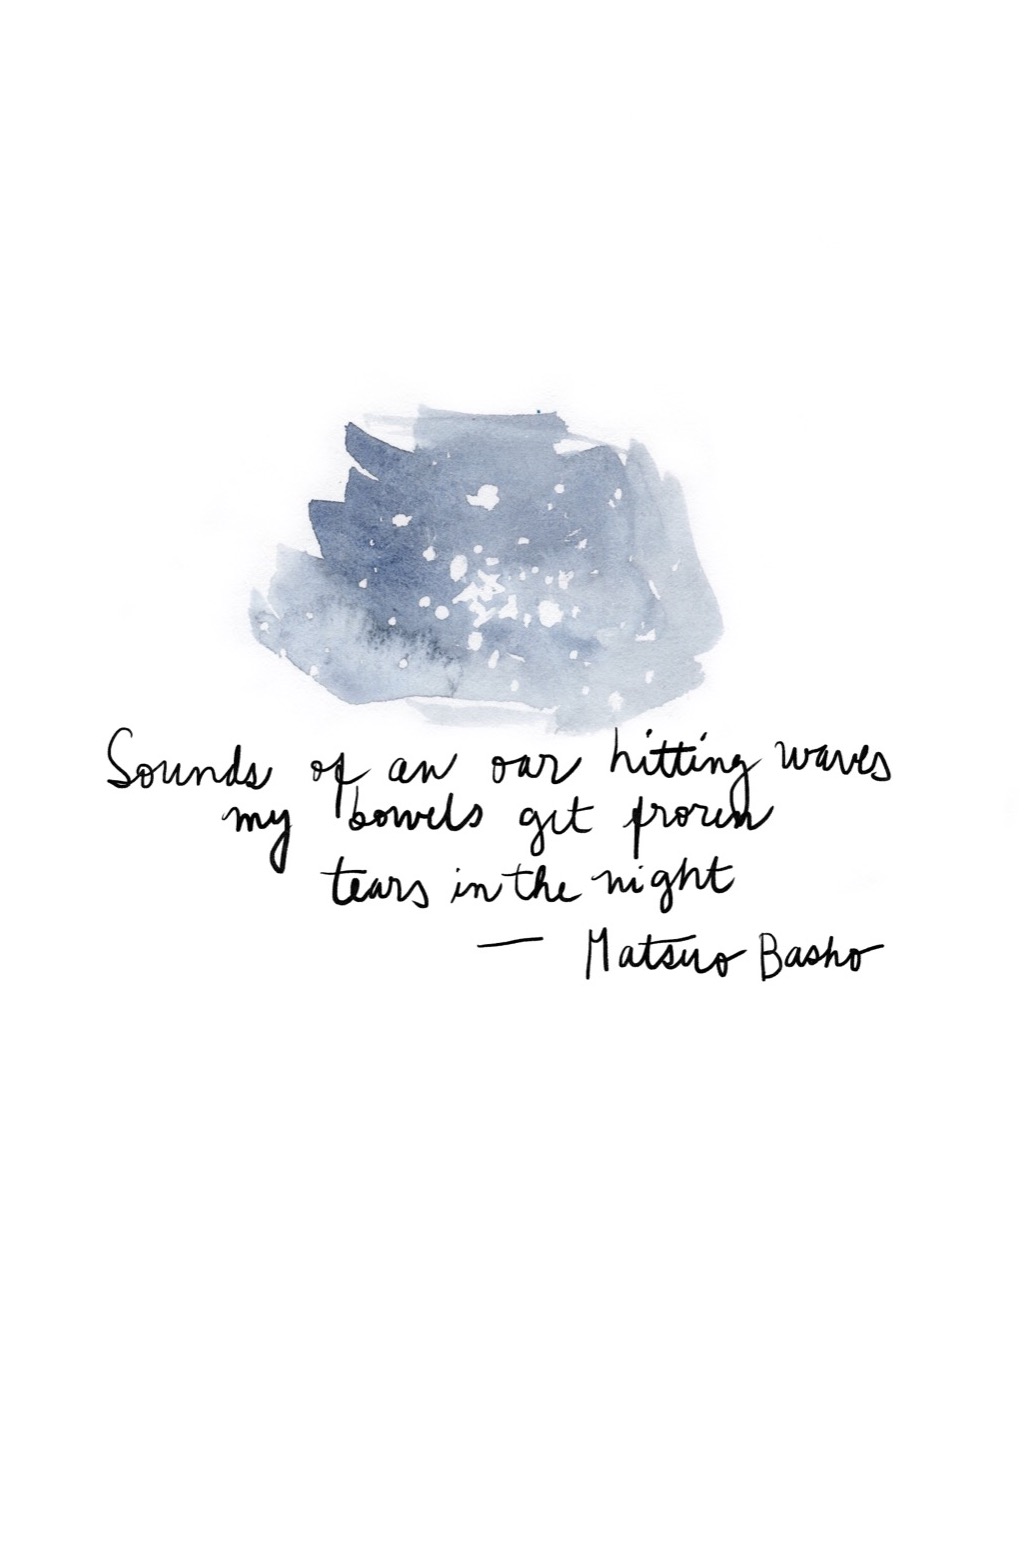 Sounds of an oar hitting waves
my bowels get frozen
tears in the night
— Matsuo Basho